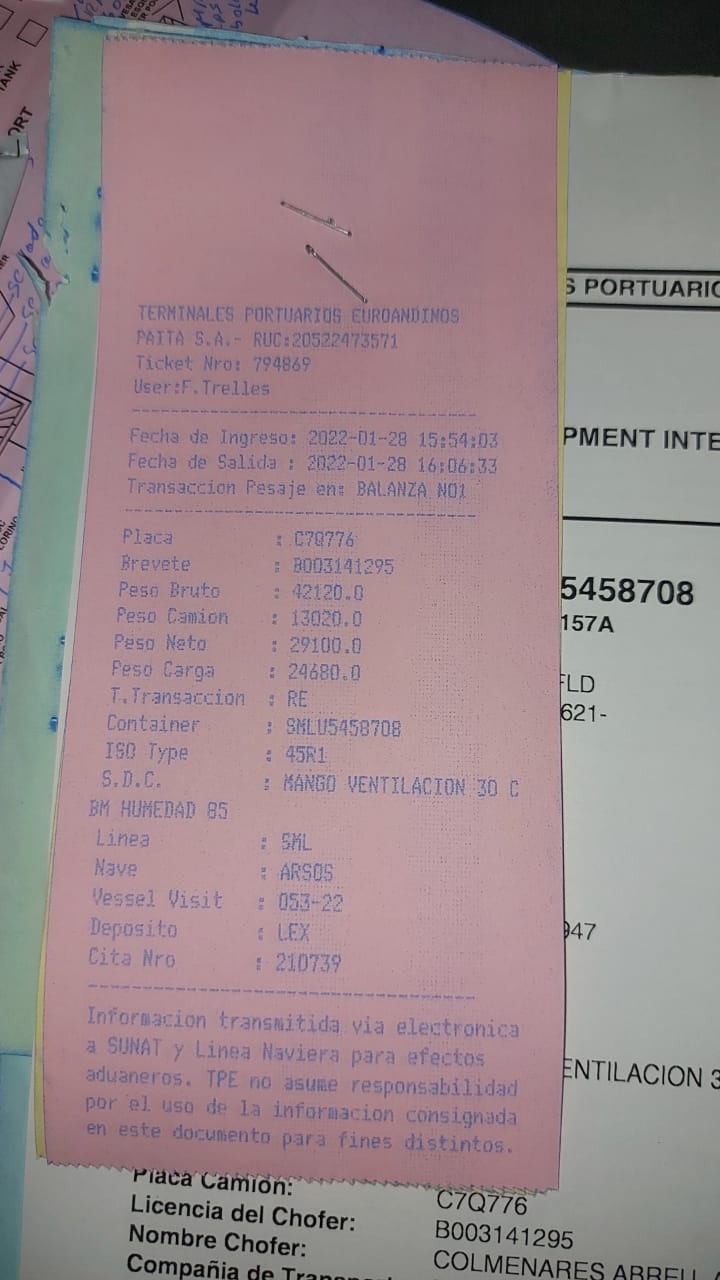 TERMINALES PORTUARIOS EUROANDINOS
PAITA S.A.- RUC:20522473571
Ticket Nro: 794869
User:F.Trelles
Fecha de Ingreso: 2022-01-28 15:54:03
Fecha de Salida : 2022-01-28 16:06:33
Transaccion Pesaje en: BALANZA NO1
Placa : C7Q776
Brevete : B003141295
Peso Bruto : 42120.0
Peso Camion : 13020.0
Peso Neto : 29100.0
Peso Carga : 24680.0
T.Transaccion : RE
Container : SMLU5458708
ISO Type : 45R1
S.D.C. : MANGO VENTILACION 30 C
BM HUMEDAD 85
Linea : SML
Nave : ARSOS
Vessel Visit : 053-22
Deposito : LEX
Cita Nro : 210739
Informacion transmitida via electronica
a SUNAT y Linea Naviera para efectos
aduaneros. TPE no asume responsabilidad
por el uso de la informacion consignada
en este documento para fines distintos.
S PORTUARIO
PMENT INTE
5458708
157A
FLD
621-
947
ENTILACION 3
Placa Camion: C7Q776
Licencia del Chofer: B003141295
Nombre Chofer: COLMENARES ABREU
Compañia de